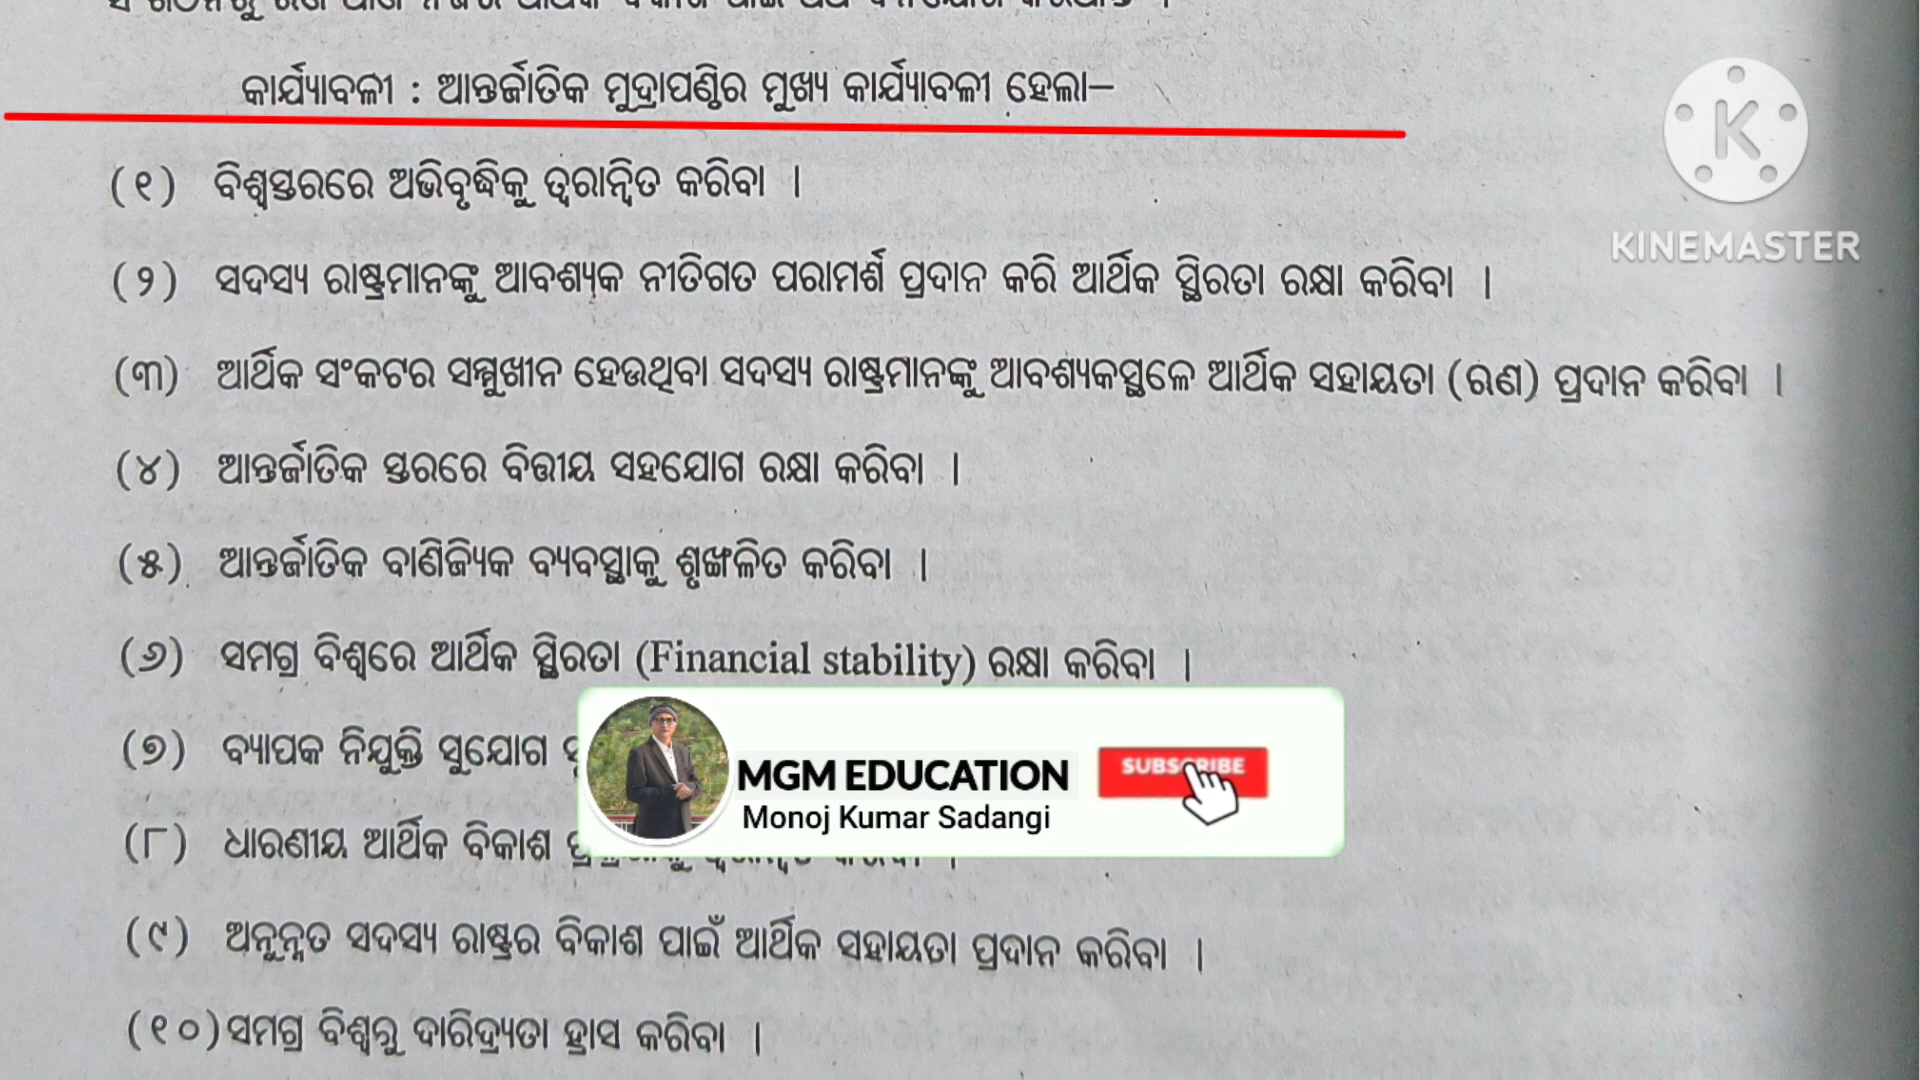 କାର୍ଯ୍ୟାବଳୀ : ଆନ୍ତର୍ଜାତିକ ମୁଦ୍ରାପଣ୍ଠିର ମୁଖ୍ୟ କାର୍ଯ୍ୟାବଳୀ ହେଲା–
(୧) ବିଶ୍ୱସ୍ତରରେ ଅଭିବୃଦ୍ଧିକୁ ତ୍ୱରାନ୍ୱିତ କରିବା ।
(୨) ସଦସ୍ୟ ରାଷ୍ଟ୍ରମାନଙ୍କୁ ଆବଶ୍ୟକ ନୀତିଗତ ପରାମର୍ଶ ପ୍ରଦାନ କରି ଆର୍ଥିକ ସ୍ଥିରତା ରକ୍ଷା କରିବା ।
(୩) ଆର୍ଥିକ ସଂକଟର ସମ୍ମୁଖୀନ ହେଉଥିବା ସଦସ୍ୟ ରାଷ୍ଟ୍ରମାନଙ୍କୁ ଆବଶ୍ୟକସ୍ଥଳେ ଆର୍ଥିକ ସହାୟତା (ଋଣ) ପ୍ରଦାନ କରିବା ।
(୪) ଆନ୍ତର୍ଜାତିକ ସ୍ତରରେ ବିତ୍ତୀୟ ସହଯୋଗ ରକ୍ଷା କରିବା ।
(୫) ଆନ୍ତର୍ଜାତିକ ବାଣିଜ୍ୟିକ ବ୍ୟବସ୍ଥାକୁ ଶୃଙ୍ଖଳିତ କରିବା ।
(୬) ସମଗ୍ର ବିଶ୍ୱରେ ଆର୍ଥିକ ସ୍ଥିରତା (Financial stability) ରକ୍ଷା କରିବା ।
(୭) ବ୍ୟାପକ ନିଯୁକ୍ତି ସୁଯୋଗ
(୮) ଧାରଣୀୟ ଆର୍ଥିକ ବିକାଶ
(୯) ଅନୁନ୍ନତ ସଦସ୍ୟ ରାଷ୍ଟ୍ରର ବିକାଶ ପାଇଁ ଆର୍ଥିକ ସହାୟତା ପ୍ରଦାନ କରିବା ।
(୧୦) ସମଗ୍ର ବିଶ୍ୱରୁ ଦାରିଦ୍ର୍ୟତା ହ୍ରାସ କରିବା ।
K
KINEMASTER
MGM EDUCATION
Monoj Kumar Sadangi
SUBSCRIBE